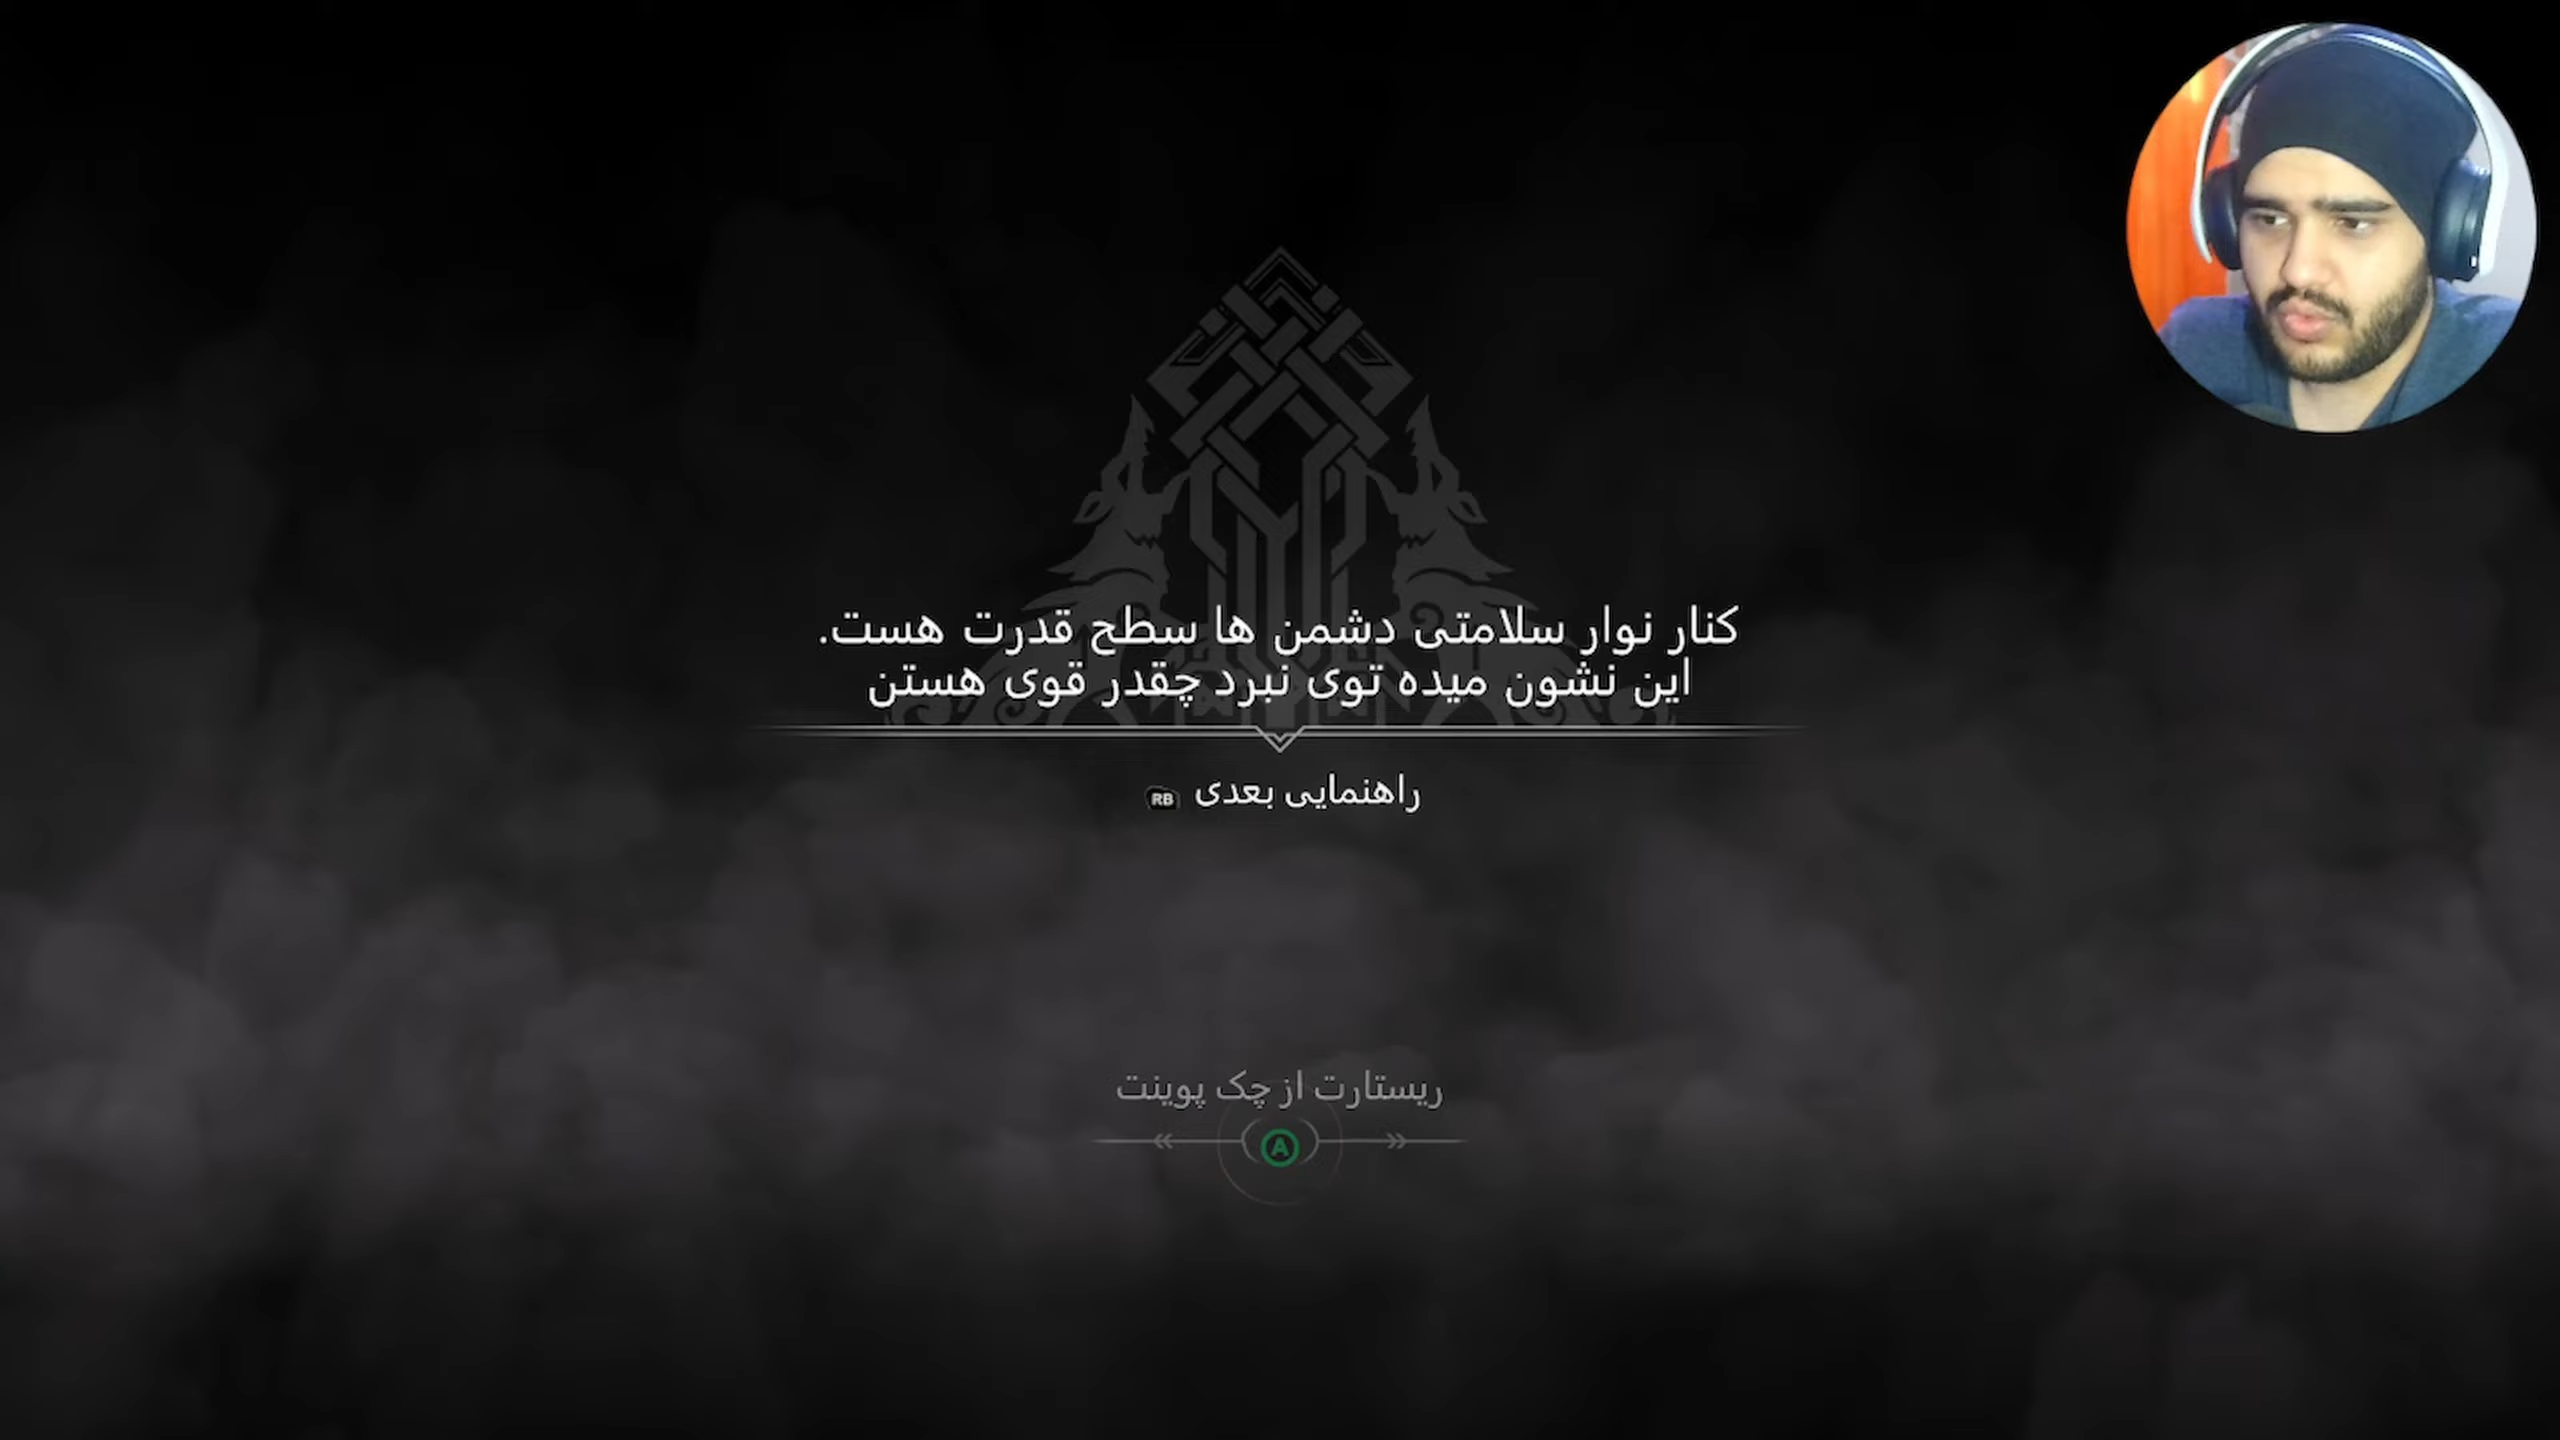 کنار نوار سلامتی دشمن ها سطح قدرت هست.
این نشون میده توی نبرد چقدر قوی هستن
راهنمایی بعدی RB
ریستارت از چک پوینت
A